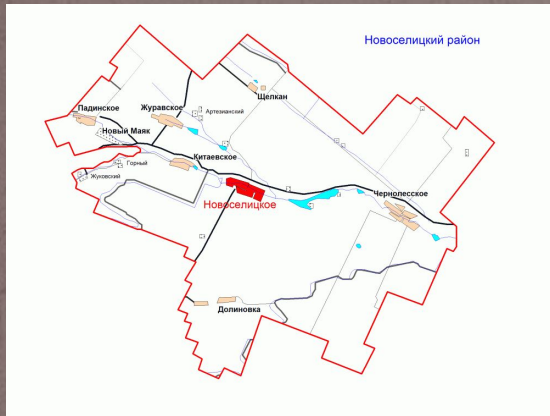 Новоселицкий район
Щелкан
Падинское
Журавское
Артезианский
Новый Маяк
Китаевское
Горный
Жуковский
Чернолесское
Новоселицкое
Долиновка